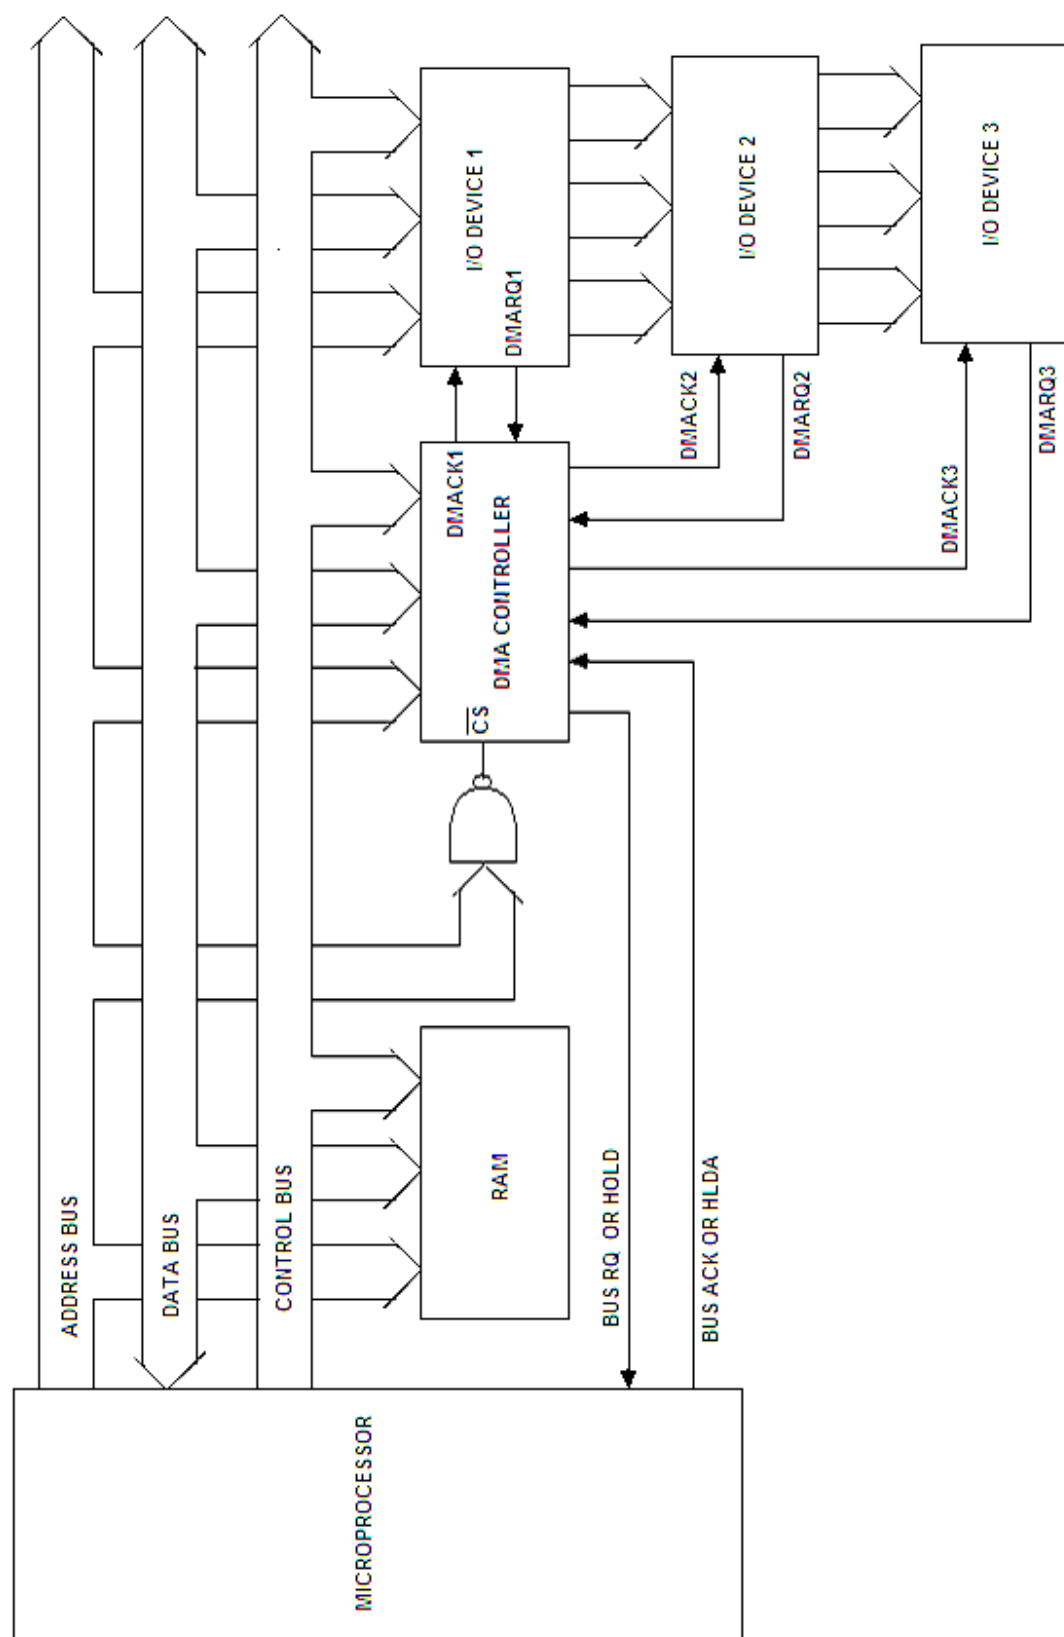 ADDRESS BUS
DATA BUS
CONTROL BUS
MICROPROCESSOR
RAM
CS
DMA CONTROLLER
DMACK1
DMARQ1
I/O DEVICE 1
I/O DEVICE 2
I/O DEVICE 3
DMACK2
DMARQ2
DMACK3
DMARQ3
BUS RQ OR HOLD
BUS ACK OR HLDA